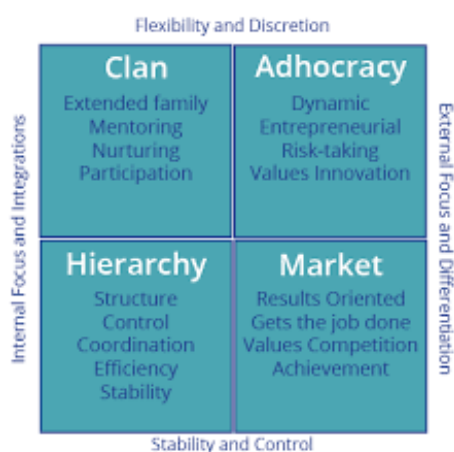 Flexibility and Discretion
Clan
Extended family
Mentoring
Nurturing
Participation
Adhocracy
Dynamic
Entrepreneurial
Risk-taking
Values Innovation
Internal Focus and Integrations
External Focus and Differentiation
Hierarchy
Structure
Control
Coordination
Efficiency
Stability
Market
Results Oriented
Gets the job done
Values Competition
Achievement
Stability and Control